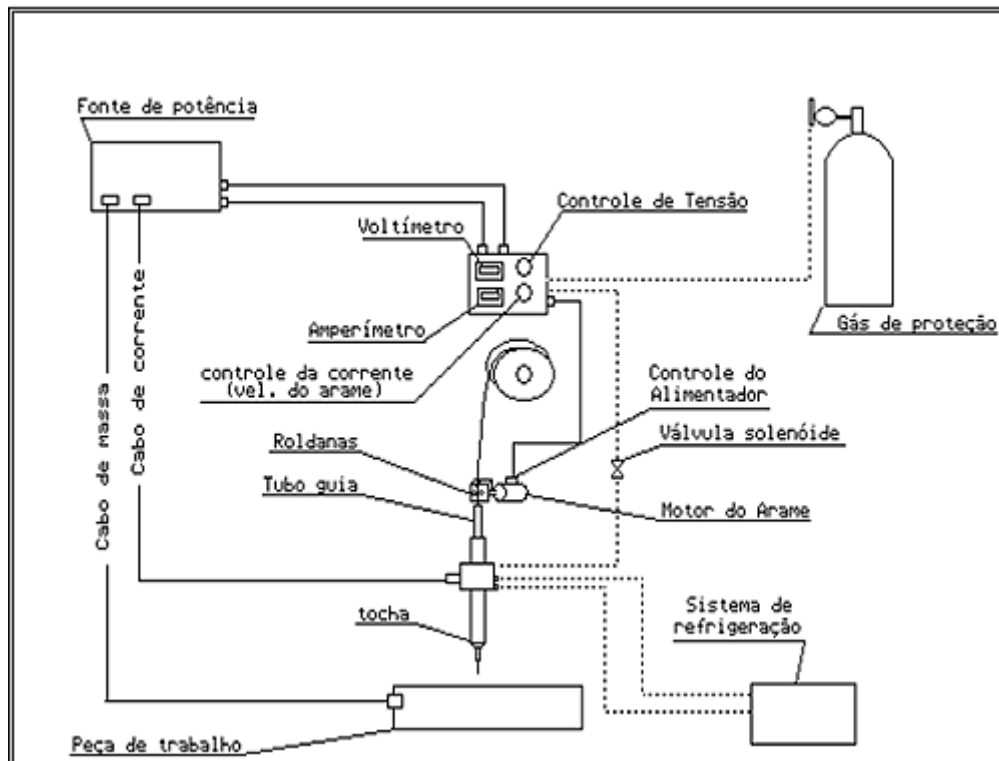 Fonte de potência
Controle de Tensão
Voltímetro
Amperímetro
Gás de proteção
controle da corrente
(vel. do arame)
Controle do
Alimentador
Válvula solenóide
Roldanas
Tubo guia
Motor do Arame
Cabo de massa
Cabo de corrente
tocha
Sistema de
refrigeração
Peça de trabalho